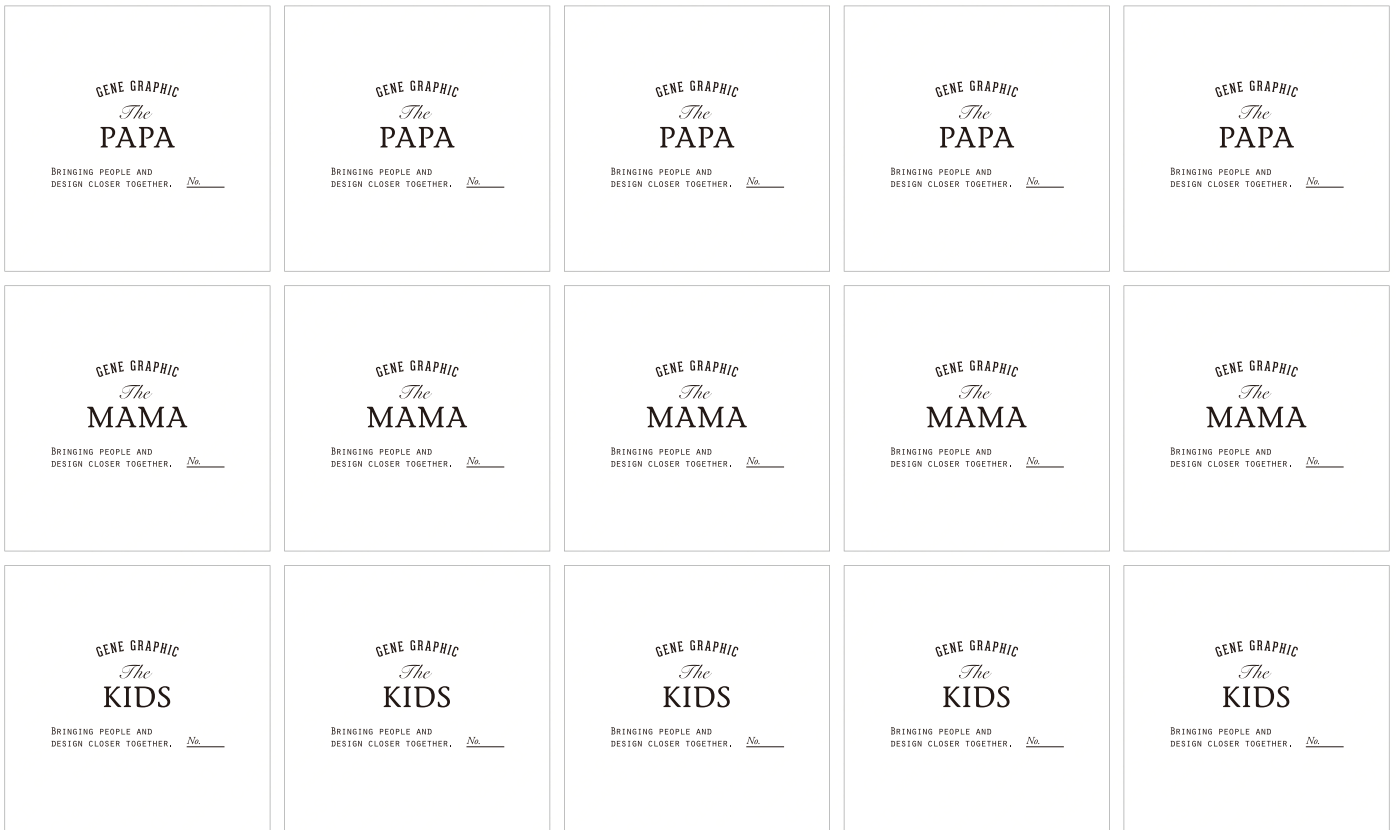 GENE GRAPHIC GENE GRAPHIC GENE GRAPHIC GENE GRAPHIC GENE GRAPHIC
The The The The The
PAPA PAPA PAPA PAPA PAPA
BRINGING PEOPLE AND BRINGING PEOPLE AND BRINGING PEOPLE AND BRINGING PEOPLE AND BRINGING PEOPLE AND
DESIGN CLOSER TOGETHER. No. DESIGN CLOSER TOGETHER. No. DESIGN CLOSER TOGETHER. No. DESIGN CLOSER TOGETHER. No. DESIGN CLOSER TOGETHER. No.
GENE GRAPHIC GENE GRAPHIC GENE GRAPHIC GENE GRAPHIC GENE GRAPHIC
The The The The The
MAMA MAMA MAMA MAMA MAMA
BRINGING PEOPLE AND BRINGING PEOPLE AND BRINGING PEOPLE AND BRINGING PEOPLE AND BRINGING PEOPLE AND
DESIGN CLOSER TOGETHER. No. DESIGN CLOSER TOGETHER. No. DESIGN CLOSER TOGETHER. No. DESIGN CLOSER TOGETHER. No. DESIGN CLOSER TOGETHER. No.
GENE GRAPHIC GENE GRAPHIC GENE GRAPHIC GENE GRAPHIC GENE GRAPHIC
The The The The The
KIDS KIDS KIDS KIDS KIDS
BRINGING PEOPLE AND BRINGING PEOPLE AND BRINGING PEOPLE AND BRINGING PEOPLE AND BRINGING PEOPLE AND
DESIGN CLOSER TOGETHER. No. DESIGN CLOSER TOGETHER. No. DESIGN CLOSER TOGETHER. No. DESIGN CLOSER TOGETHER. No. DESIGN CLOSER TOGETHER. No.